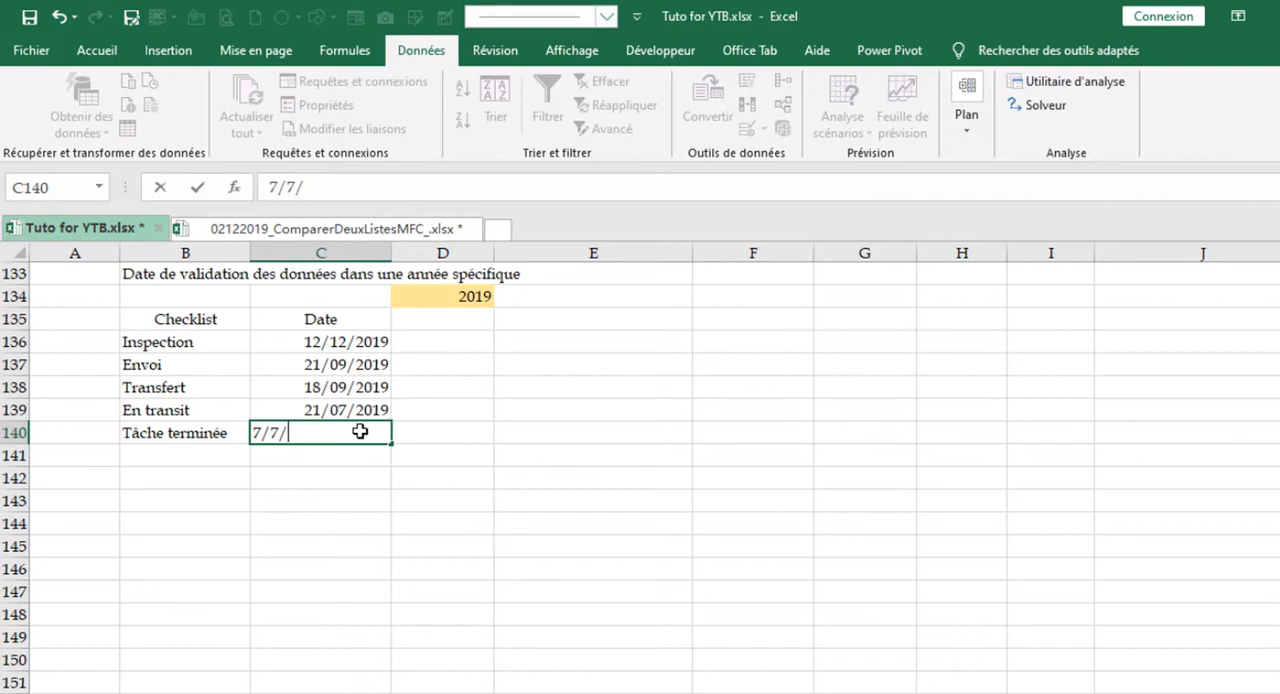 Tuto for YTB.xlsx - Excel
Connexion
Fichier Accueil Insertion Mise en page Formules Données Révision Affichage Développeur Office Tab Aide Power Pivot Rechercher des outils adaptés
Obtenir des données
Récupérer et transformer des données
Actualiser tout
Requêtes et connexions
Propriétés
Modifier les liaisons
Requêtes et connexions
Trier
Filtrer
Effacer
Réappliquer
Avancé
Trier et filtrer
Convertir
Outils de données
Analyse scénarios
Feuille de prévision
Prévision
Plan
Utilitaire d'analyse
Solveur
Analyse
C140 fx 7/7/
Tuto for YTB.xlsx * 02122019_ComparerDeuxListesMFC_.xlsx *
A B C D E F G H I J
133 Date de validation des données dans une année spécifique
134 2019
135 Checklist Date
136 Inspection 12/12/2019
137 Envoi 21/09/2019
138 Transfert 18/09/2019
139 En transit 21/07/2019
140 Tâche terminée 7/7/
141
142
143
144
145
146
147
148
149
150
151